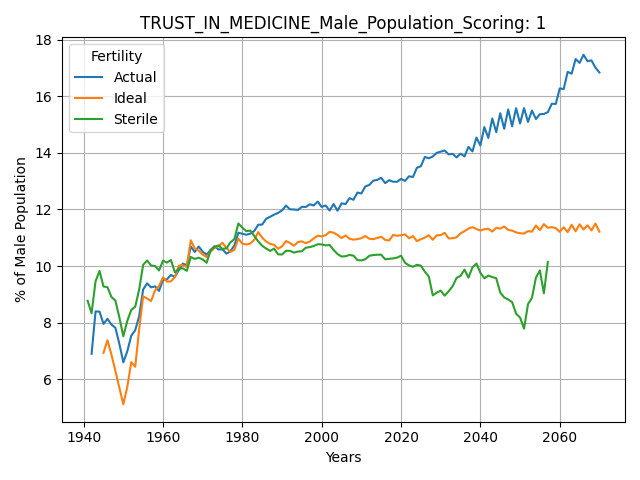 TRUST_IN_MEDICINE_Male_Population_Scoring: 1
18
16
14
12
10
8
6
% of Male Population
Fertility
Actual
Ideal
Sterile
1940 1960 1980 2000 2020 2040 2060
Years